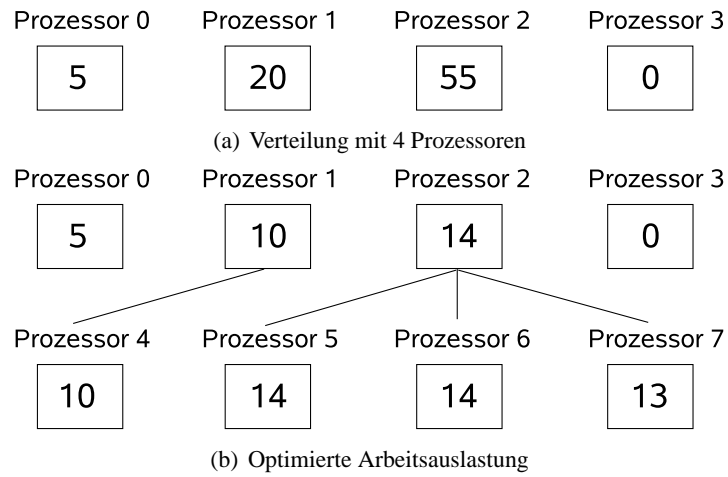 Prozessor 0 Prozessor 1 Prozessor 2 Prozessor 3
5 20 55 0
(a) Verteilung mit 4 Prozessoren
Prozessor 0 Prozessor 1 Prozessor 2 Prozessor 3
5 10 14 0
Prozessor 4 Prozessor 5 Prozessor 6 Prozessor 7
10 14 14 13
(b) Optimierte Arbeitsauslastung